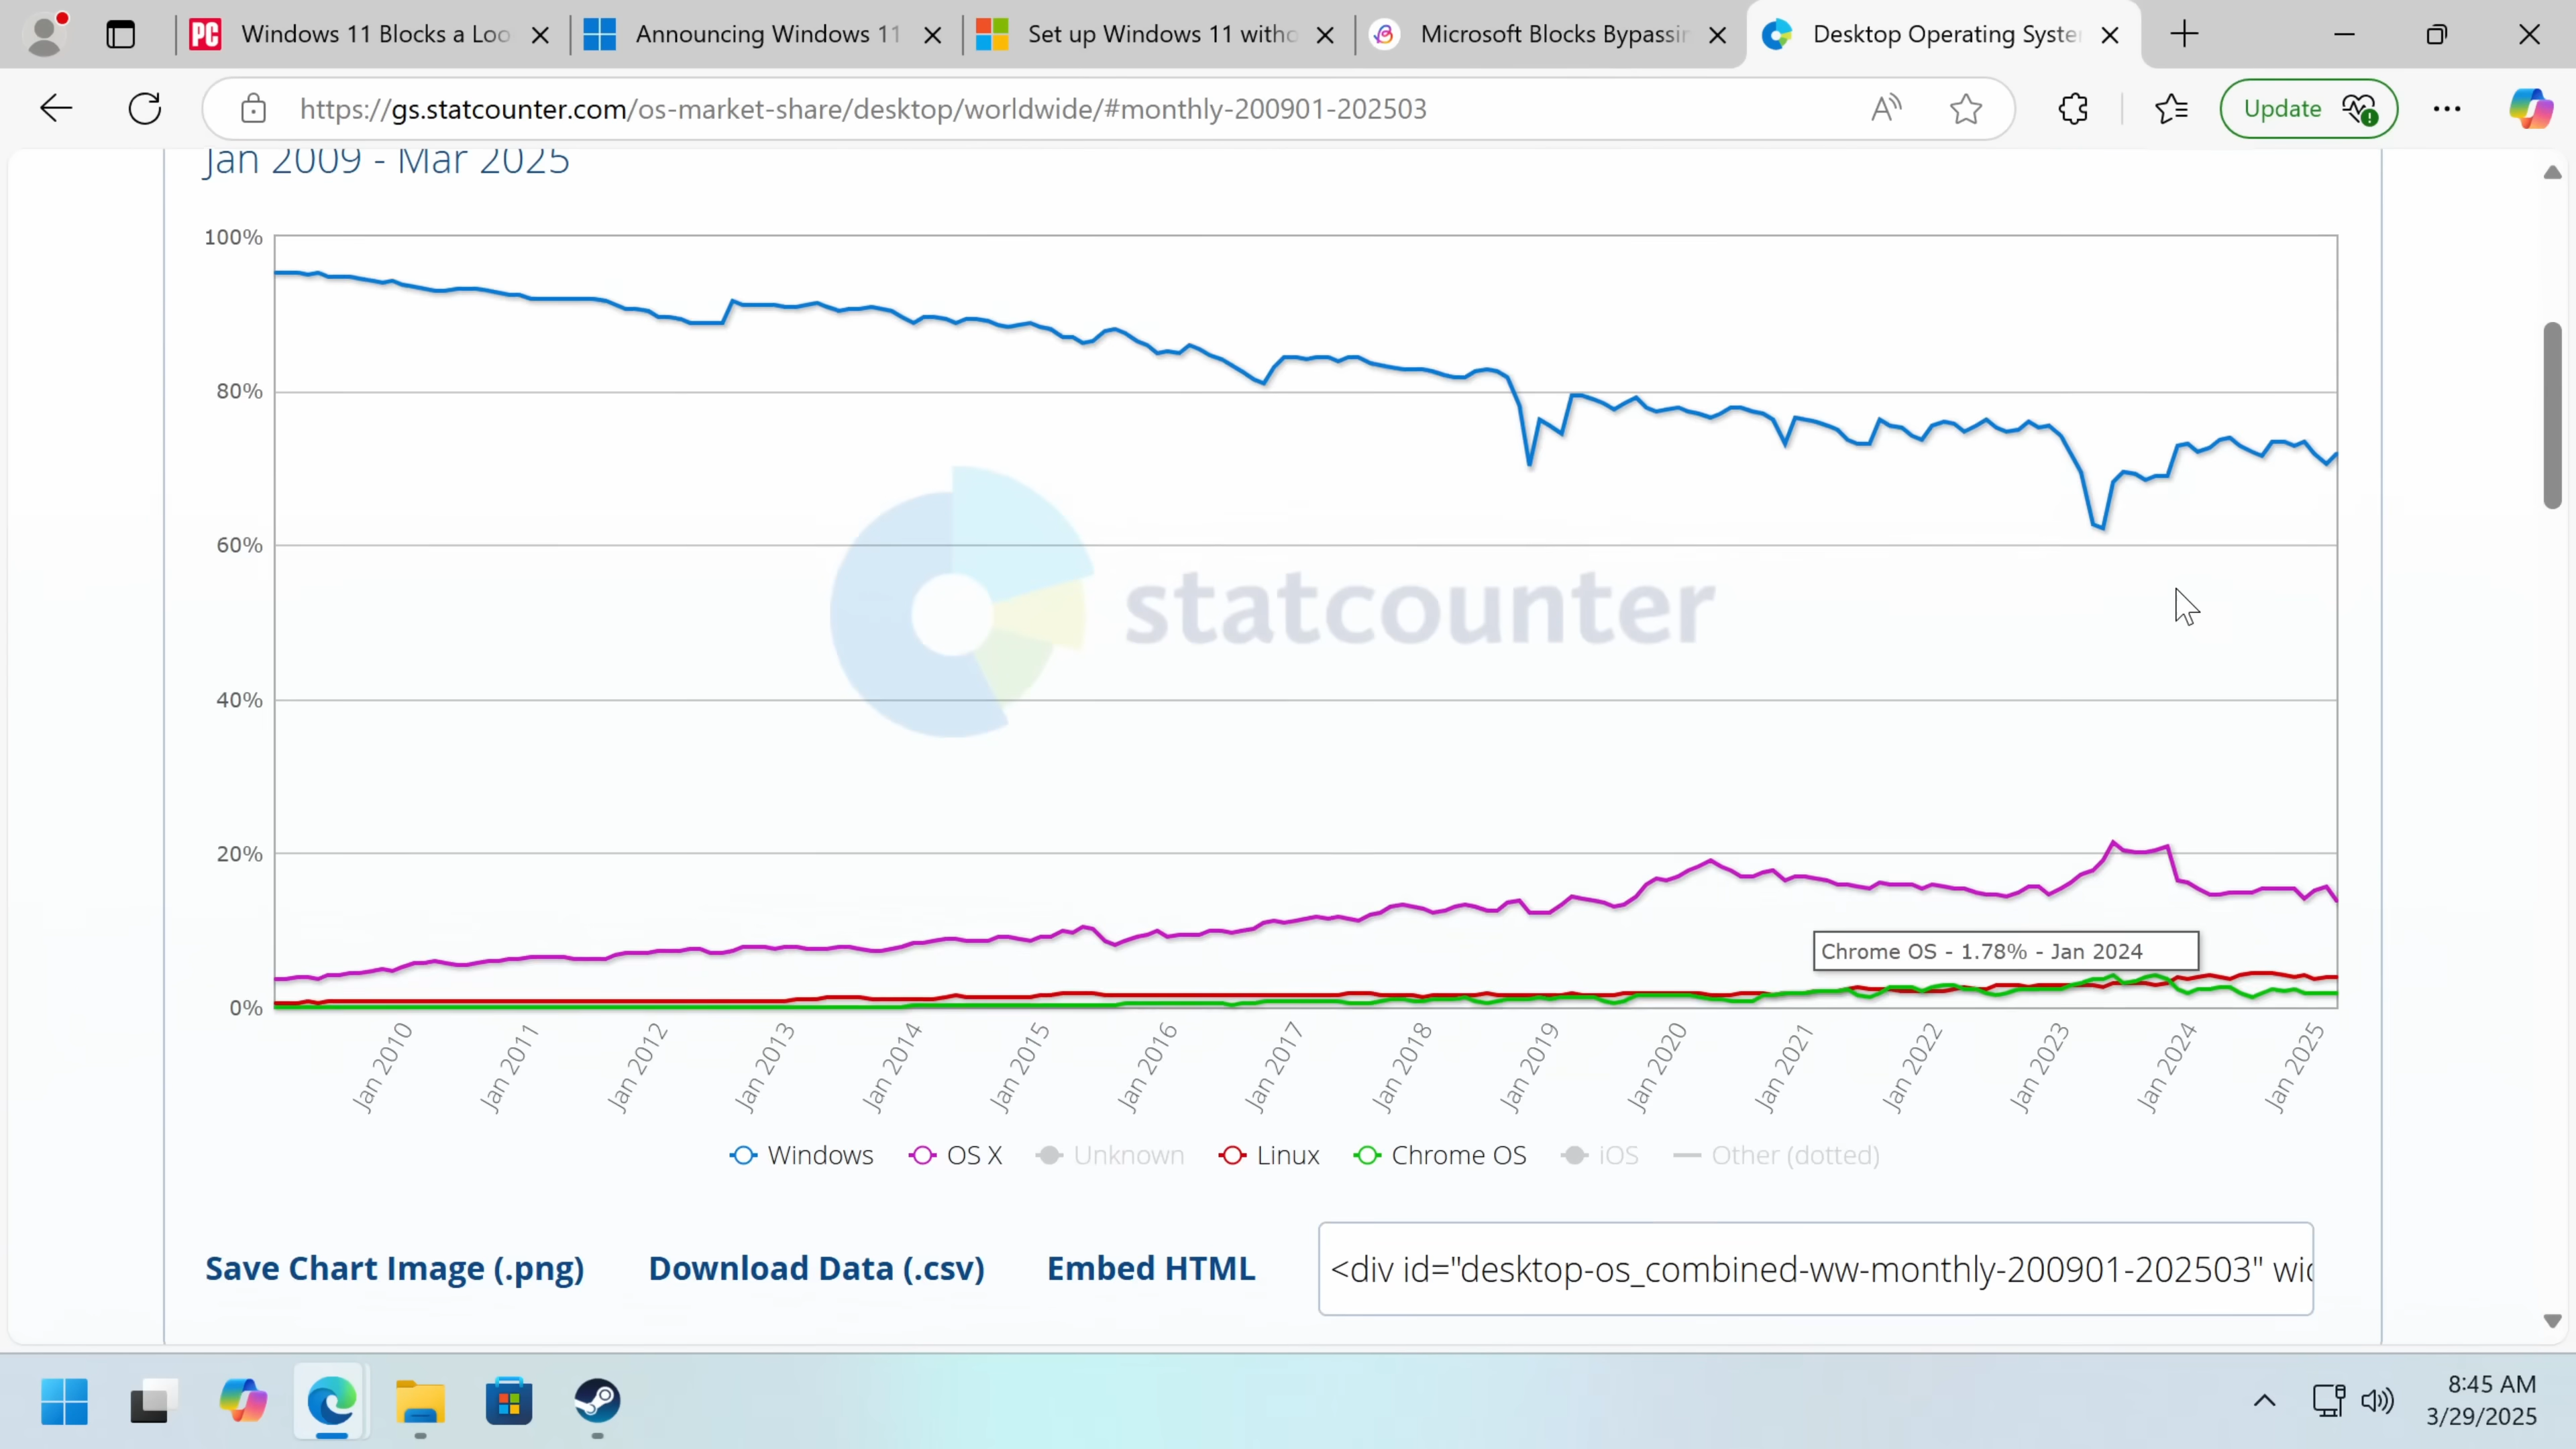 PC
Windows 11 Blocks a Loo
Announcing Windows 11
Set up Windows 11 witho
Microsoft Blocks Bypassin
Desktop Operating System
https://gs.statcounter.com/os-market-share/desktop/worldwide/#monthly-200901-202503
Update
Jan 2009 - Mar 2025
100%
80%
60%
40%
20%
0%
statcounter
Chrome OS - 1.78% - Jan 2024
Jan 2010
Jan 2011
Jan 2012
Jan 2013
Jan 2014
Jan 2015
Jan 2016
Jan 2017
Jan 2018
Jan 2019
Jan 2020
Jan 2021
Jan 2022
Jan 2023
Jan 2024
Jan 2025
Windows OS X Unknown Linux Chrome OS iOS Other (dotted)
Save Chart Image (.png) Download Data (.csv) Embed HTML
<div id="desktop-os_combined-ww-monthly-200901-202503" wid
8:45 AM
3/29/2025